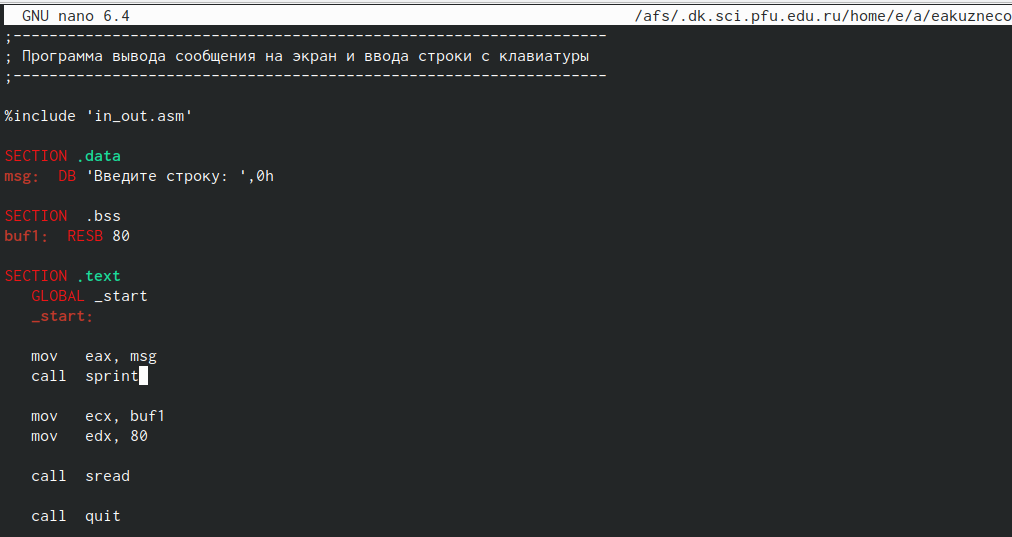 GNU nano 6.4 /afs/.dk.sci.pfu.edu.ru/home/e/a/eakuzneco
;------------------------------------------------------------------
; Программа вывода сообщения на экран и ввода строки с клавиатуры
;------------------------------------------------------------------
%include 'in_out.asm'
SECTION .data
msg:  DB 'Введите строку: ',0h
SECTION  .bss
buf1:  RESB 80
SECTION .text
   GLOBAL _start
   _start:
   mov   eax, msg
   call  sprint
   mov   ecx, buf1
   mov   edx, 80
   call  sread
   call  quit